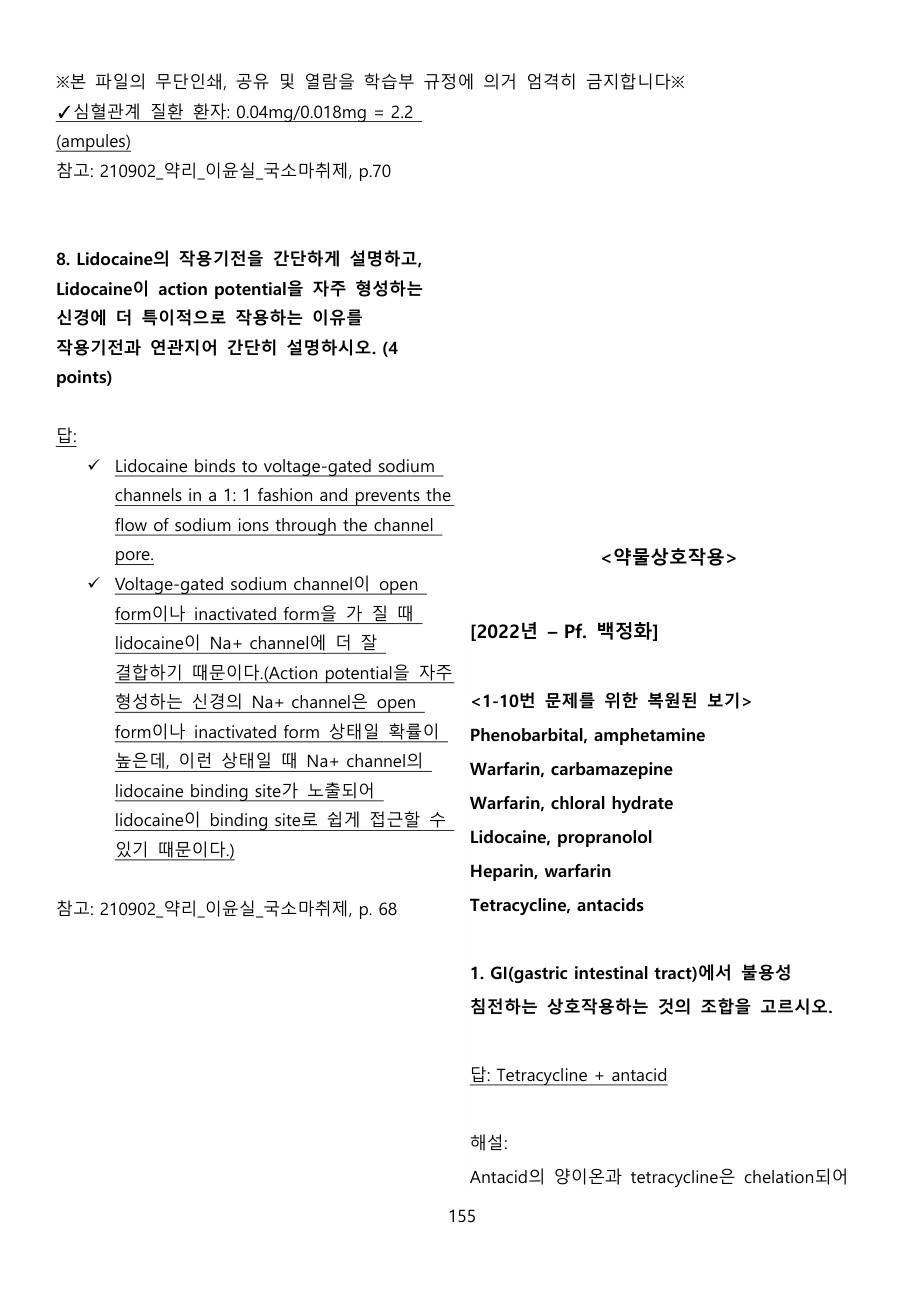 ※본 파일의 무단인쇄, 공유 및 열람을 학습부 규정에 의거 엄격히 금지합니다※
✓심혈관계 질환 환자: 0.04mg/0.018mg = 2.2
(ampules)
참고: 210902_약리_이윤실_국소마취제, p.70
8. Lidocaine의 작용기전을 간단하게 설명하고,
Lidocaine이 action potential을 자주 형성하는
신경에 더 특이적으로 작용하는 이유를
작용기전과 연관지어 간단히 설명하시오. (4
points)
답:
✓ Lidocaine binds to voltage-gated sodium
channels in a 1: 1 fashion and prevents the
flow of sodium ions through the channel
pore.
✓ Voltage-gated sodium channel이 open
form이나 inactivated form을 가 질 때
lidocaine이 Na+ channel에 더 잘
결합하기 때문이다.(Action potential을 자주
형성하는 신경의 Na+ channel은 open
form이나 inactivated form 상태일 확률이
높은데, 이런 상태일 때 Na+ channel의
lidocaine binding site가 노출되어
lidocaine이 binding site로 쉽게 접근할 수
있기 때문이다.)
참고: 210902_약리_이윤실_국소마취제, p. 68
<약물상호작용>
[2022년 – Pf. 백정화]
<1-10번 문제를 위한 복원된 보기>
Phenobarbital, amphetamine
Warfarin, carbamazepine
Warfarin, chloral hydrate
Lidocaine, propranolol
Heparin, warfarin
Tetracycline, antacids
1. GI(gastric intestinal tract)에서 불용성
침전하는 상호작용하는 것의 조합을 고르시오.
답: Tetracycline + antacid
해설:
Antacid의 양이온과 tetracycline은 chelation되어
155